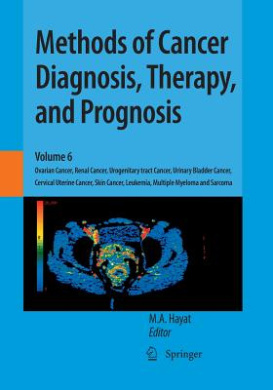 Methods of Cancer
Diagnosis, Therapy,
and Prognosis
Volume 6
Ovarian Cancer, Renal Cancer, Urogenitary tract Cancer, Urinary Bladder Cancer,
Cervical Uterine Cancer, Skin Cancer, Leukemia, Multiple Myeloma and Sarcoma
M.A. Hayat
Editor
Springer